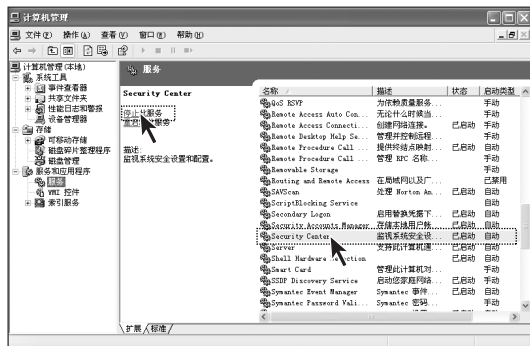 计算机管理
文件(F) 操作(A) 查看(V) 窗口(W) 帮助(H)
计算机管理(本地)
系统工具
事件查看器
共享文件夹
性能日志和警报
设备管理器
存储
可移动存储
磁盘碎片整理程序
磁盘管理
服务和应用程序
服务
WMI 控件
索引服务
服务
Security Center
停止此服务
服务
描述:
监视系统安全设置和配置。
名称 描述 状态 启动类型
QoS RSVP 为依赖质量服务... 手动
Remote Access Auto Con... 无论什么时候当... 手动
Remote Access Connecti... 创建网络连接。 已启动 手动
Remote Desktop Help Se... 管理并控制远程... 手动
Remote Procedure Call ... 提供终结点映射... 已启动 自动
Remote Procedure Call ... 管理 RPC 名称... 手动
Removable Storage 手动
Routing and Remote Access 在局域网以及广... 已禁用
SAVScan 处理 Norton An... 已启动 自动
ScriptBlocking Service 自动
Secondary Logon 启用替换凭据下... 已启动 自动
Security Accounts Manager 存储本地用户帐... 已启动 自动
Security Center 监视系统安全设... 已启动 自动
Server 支持此计算机通... 已启动 自动
Shell Hardware 已启动 自动
Smart Card 管理此计算机对... 手动
SSDP Discovery Service 启动您家庭网络... 已启动 手动
Symantec Event Manager Symantec 事件... 已启动 自动
Symantec Password Vali... Symantec 密码... 手动
扩展 标准